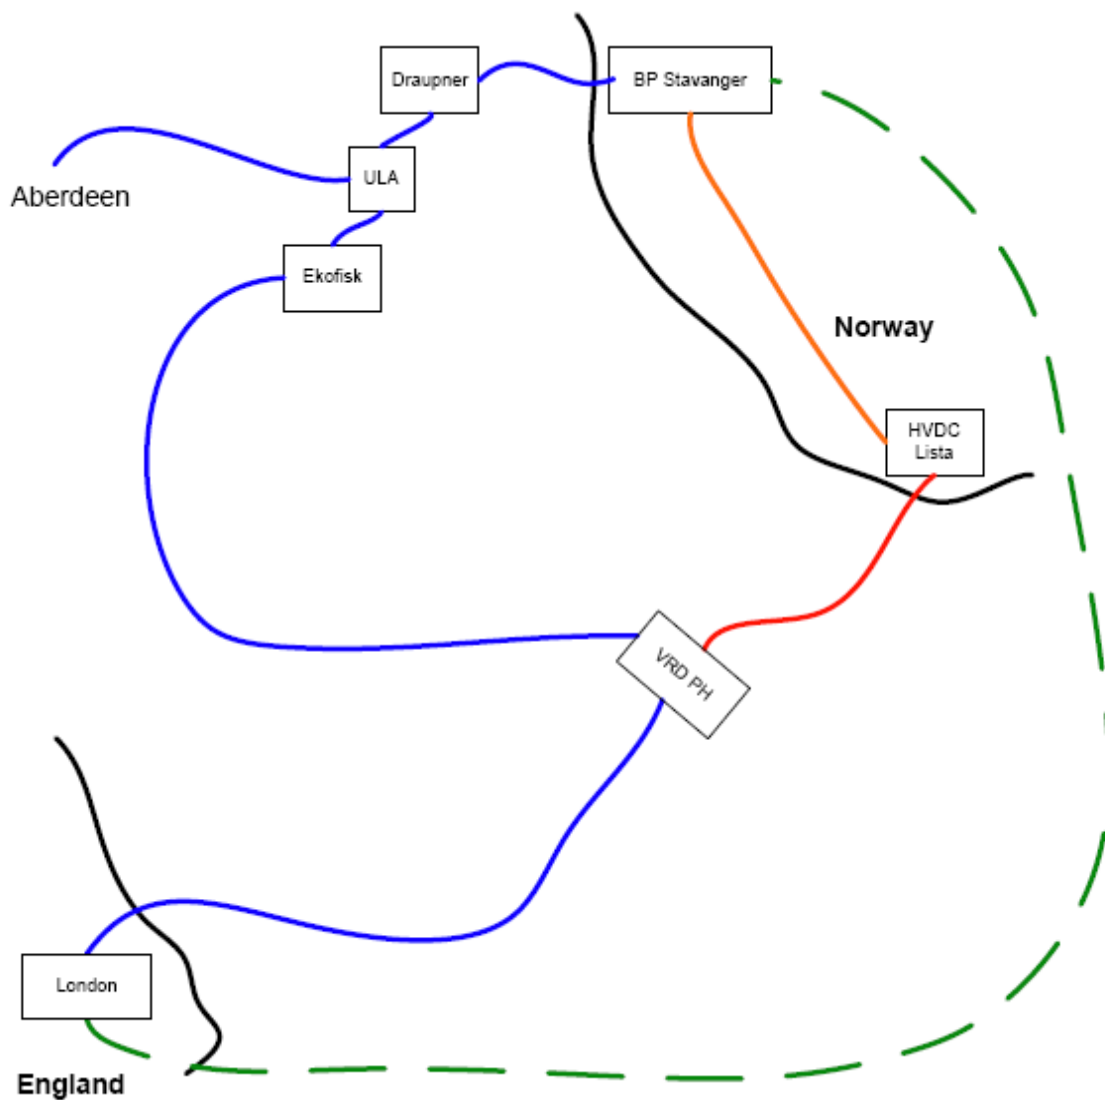 Draupner
BP Stavanger
ULA
Aberdeen
Ekofisk
Norway
HVDC
Lista
VRD PH
London
England